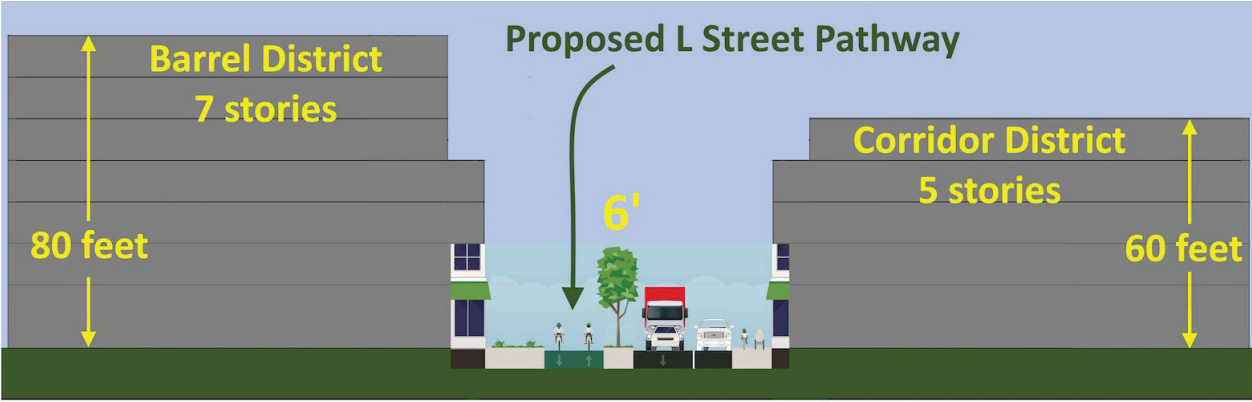 Proposed L Street Pathway
Barrel District
7 stories
80 feet
6'
Corridor District
5 stories
60 feet